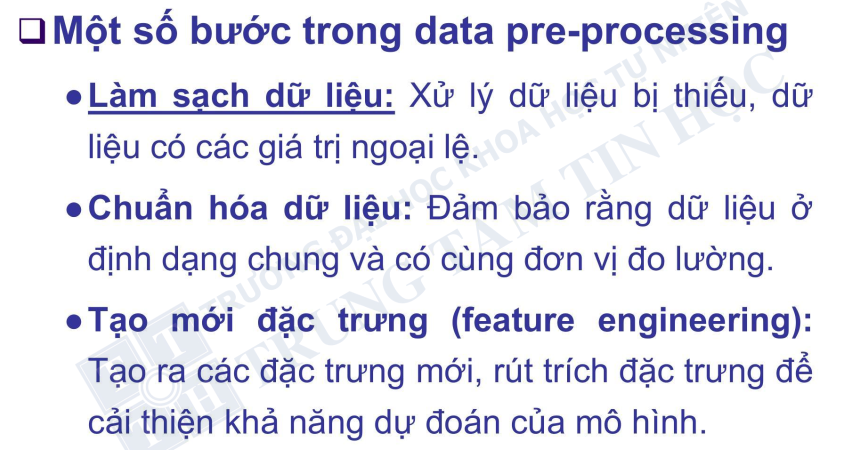 ❑ Một số bước trong data pre-processing
● Làm sạch dữ liệu: Xử lý dữ liệu bị thiếu, dữ
liệu có các giá trị ngoại lệ.
● Chuẩn hóa dữ liệu: Đảm bảo rằng dữ liệu ở
định dạng chung và có cùng đơn vị đo lường.
● Tạo mới đặc trưng (feature engineering):
Tạo ra các đặc trưng mới, rút trích đặc trưng để
cải thiện khả năng dự đoán của mô hình.
TRƯỜNG ĐẠI HỌC KHOA HỌC TỰ NHIÊN
TRUNG TÂM TIN HỌC